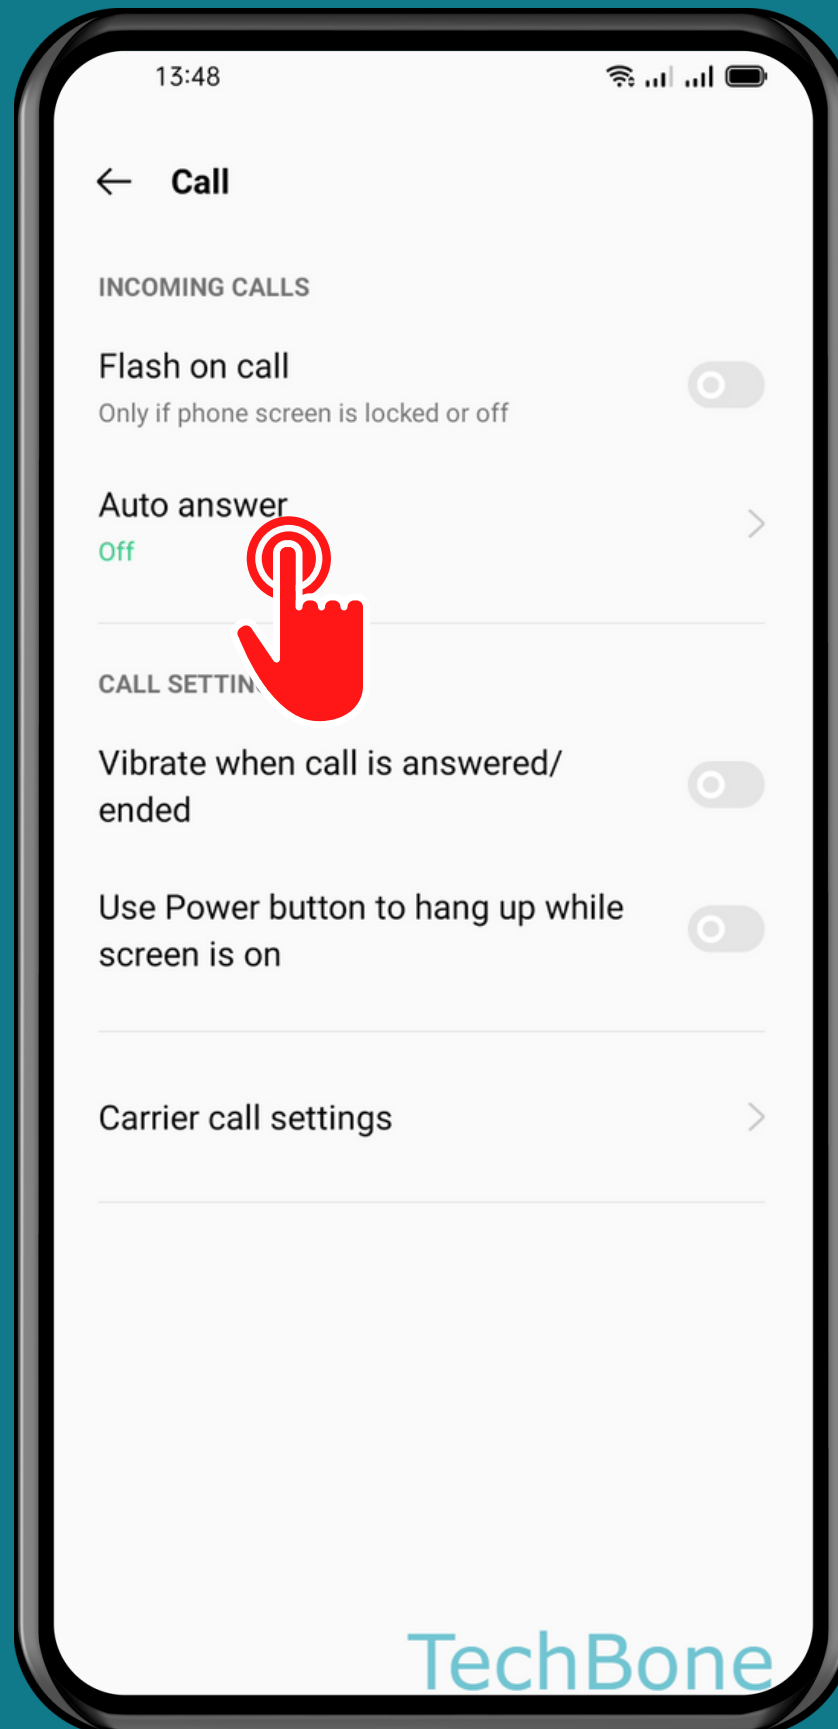 13:48
Call
INCOMING CALLS
Flash on call
Only if phone screen is locked or off
Auto answer
Off
CALL
Vibrate when call is answered/
ended
Use Power button to hang up while
screen is on
Carrier call settings
TechBone